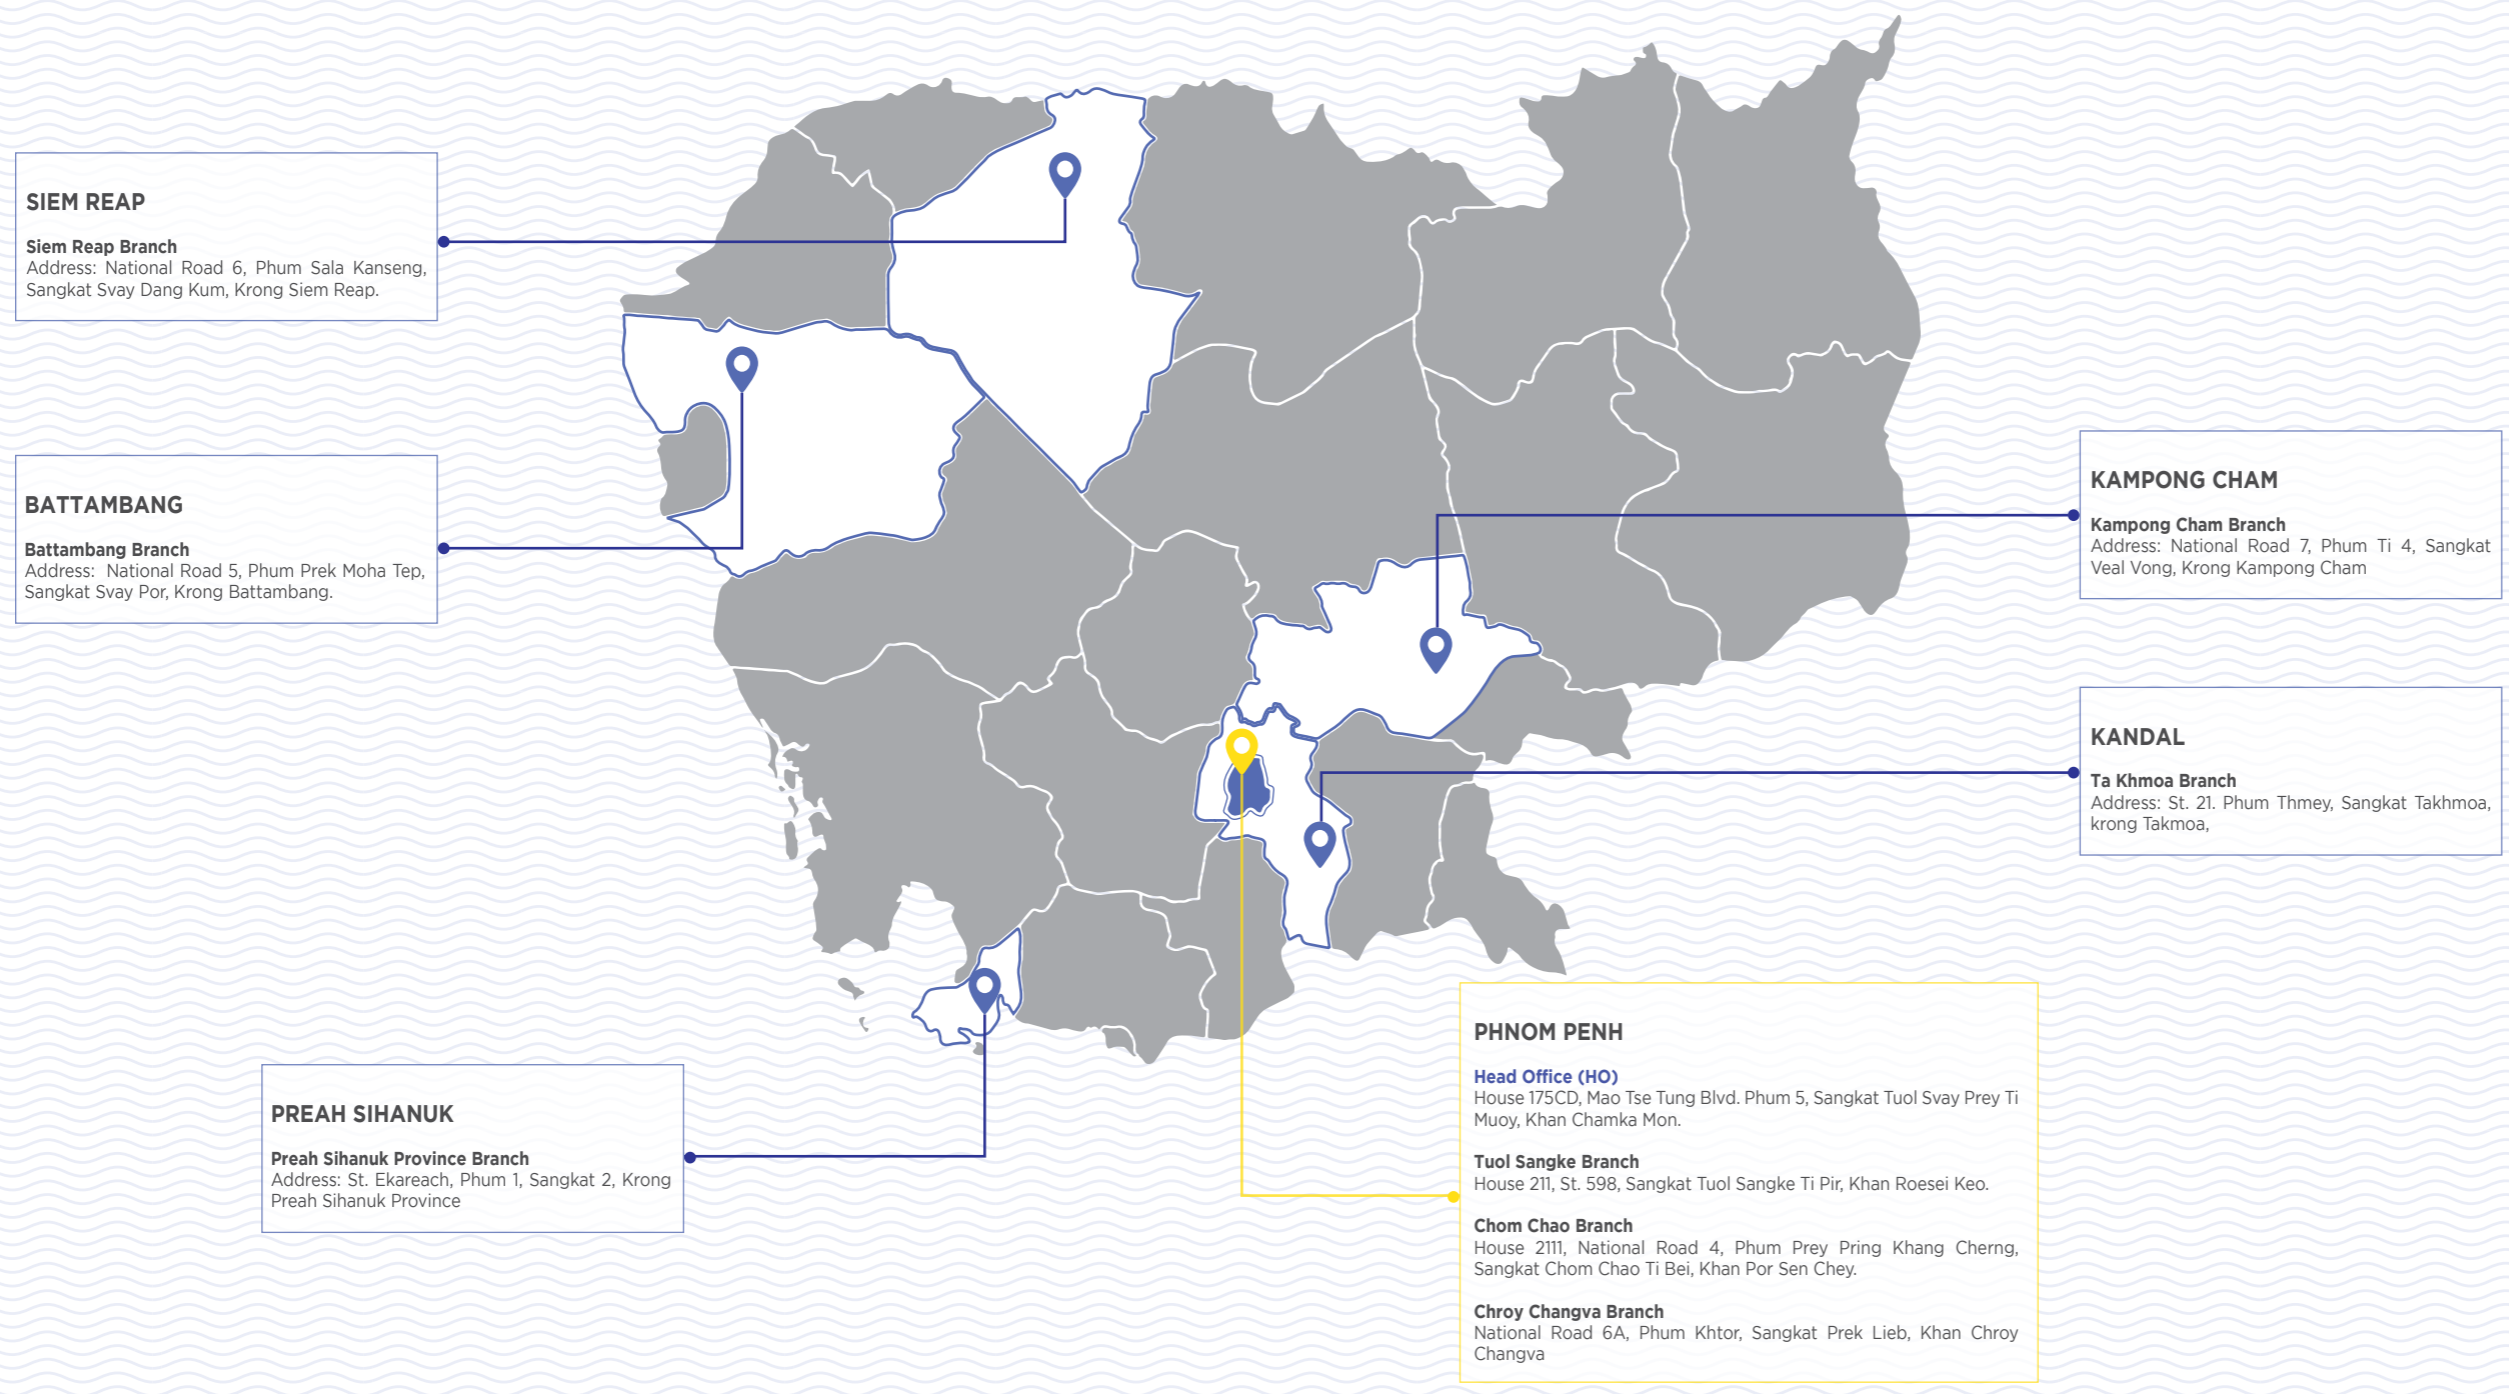 SIEM REAP
Siem Reap Branch
Address: National Road 6, Phum Sala Kanseng,
Sangkat Svay Dang Kum, Krong Siem Reap.
BATTAMBANG
Battambang Branch
Address: National Road 5, Phum Prek Moha Tep,
Sangkat Svay Por, Krong Battambang.
PREAH SIHANUK
Preah Sihanuk Province Branch
Address: St. Ekareach, Phum 1, Sangkat 2, Krong
Preah Sihanuk Province
KAMPONG CHAM
Kampong Cham Branch
Address: National Road 7, Phum Ti 4, Sangkat
Veal Vong, Krong Kampong Cham
KANDAL
Ta Khmoa Branch
Address: St. 21. Phum Thmey, Sangkat Takhmoa,
krong Takmoa,
PHNOM PENH
Head Office (HO)
House 175CD, Mao Tse Tung Blvd. Phum 5, Sangkat Tuol Svay Prey Ti
Muoy, Khan Chamka Mon.
Tuol Sangke Branch
House 211, St. 598, Sangkat Tuol Sangke Ti Pir, Khan Roesei Keo.
Chom Chao Branch
House 2111, National Road 4, Phum Prey Pring Khang Cherng,
Sangkat Chom Chao Ti Bei, Khan Por Sen Chey.
Chroy Changva Branch
National Road 6A, Phum Khtor, Sangkat Prek Lieb, Khan Chroy
Changva